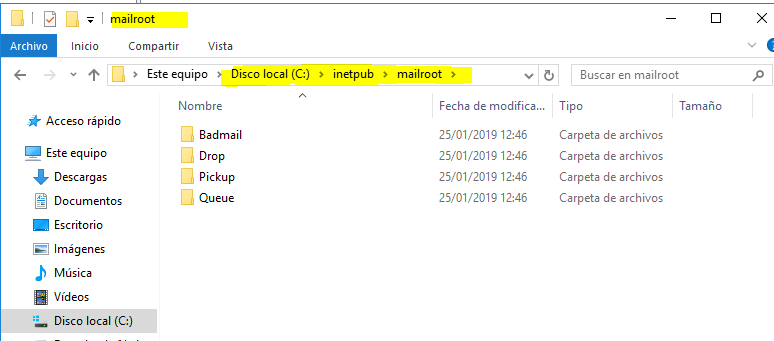 mailroot
Archivo Inicio Compartir Vista
Este equipo > Disco local (C:) > inetpub > mailroot >
Buscar en mailroot
Nombre Fecha de modifica... Tipo Tamaño
Acceso rápido
Este equipo
Descargas
Documentos
Escritorio
Imágenes
Música
Vídeos
Disco local (C:)
Badmail 25/01/2019 12:46 Carpeta de archivos
Drop 25/01/2019 12:46 Carpeta de archivos
Pickup 25/01/2019 12:46 Carpeta de archivos
Queue 25/01/2019 12:46 Carpeta de archivos